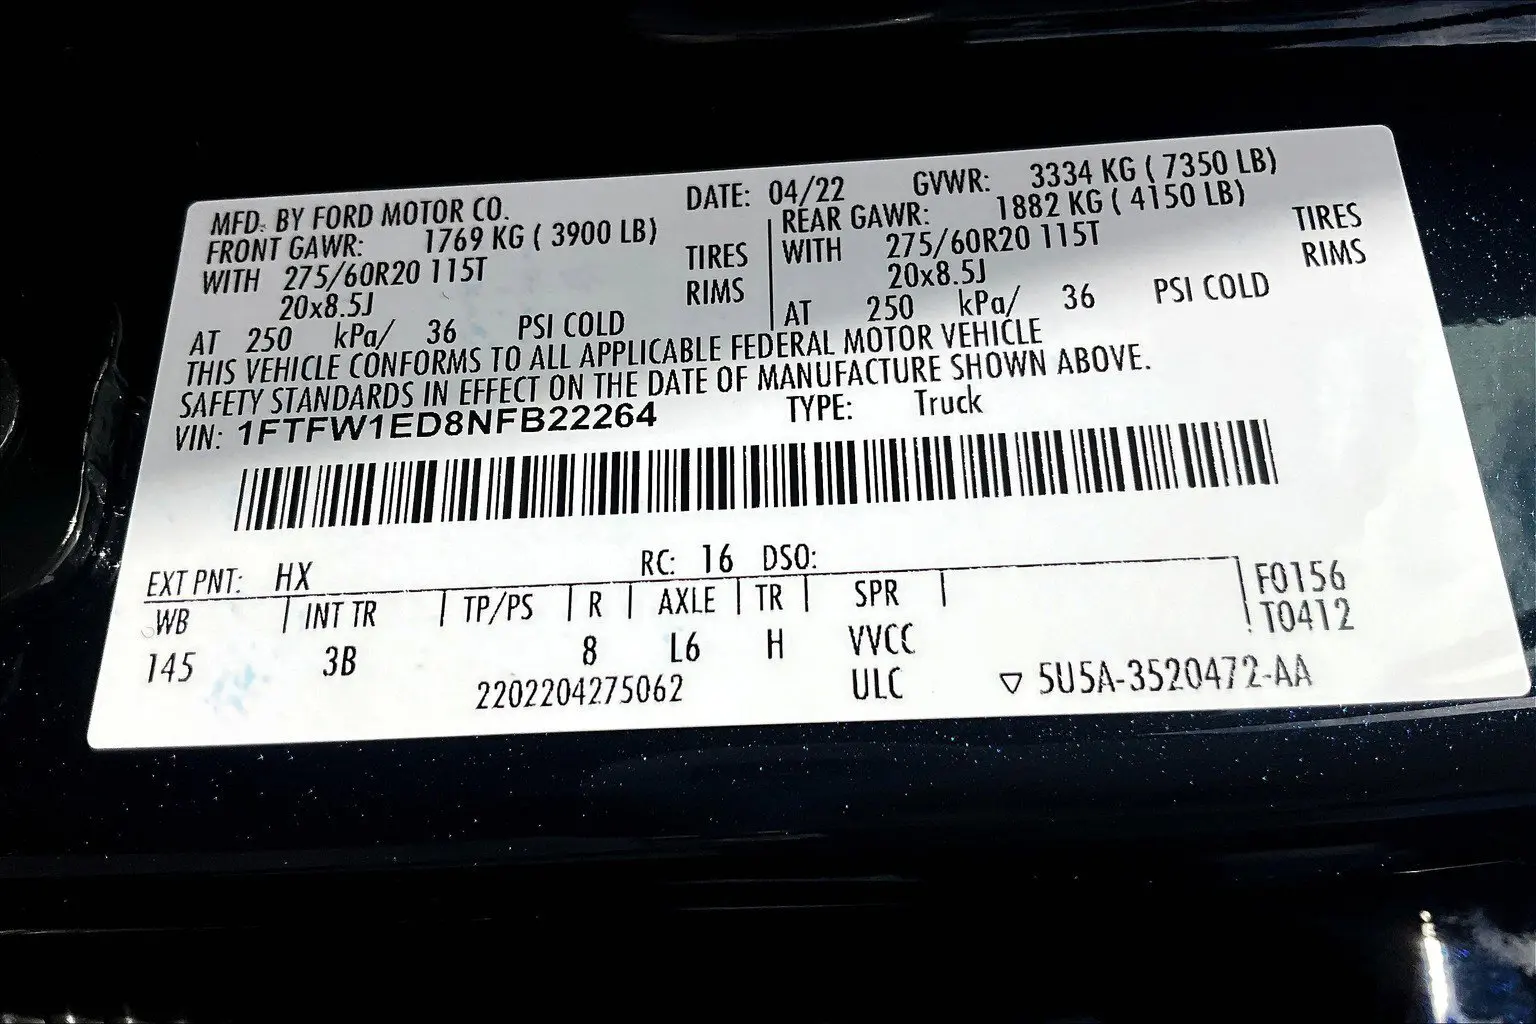 MFD. BY FORD MOTOR CO. DATE: 04/22 GVWR: 3334 KG ( 7350 LB)
FRONT GAWR: 1769 KG ( 3900 LB)
WITH 275/60R20 115T TIRES
20x8.5J RIMS
AT 250 kPa/ 36 PSI COLD
REAR GAWR: 1882 KG ( 4150 LB)
WITH 275/60R20 115T TIRES
20x8.5J RIMS
AT 250 kPa/ 36 PSI COLD
THIS VEHICLE CONFORMS TO ALL APPLICABLE FEDERAL MOTOR VEHICLE
SAFETY STANDARDS IN EFFECT ON THE DATE OF MANUFACTURE SHOWN ABOVE.
VIN: 1FTFW1ED8NFB22264 TYPE: Truck
EXT PNT: HX RC: 16 DSO:
WB INT TR TP/PS R AXLE TR SPR F0156
T0412
145 3B 8 L6 H VVCC
2202204275062 ULC ▽ 5U5A-3520472-AA